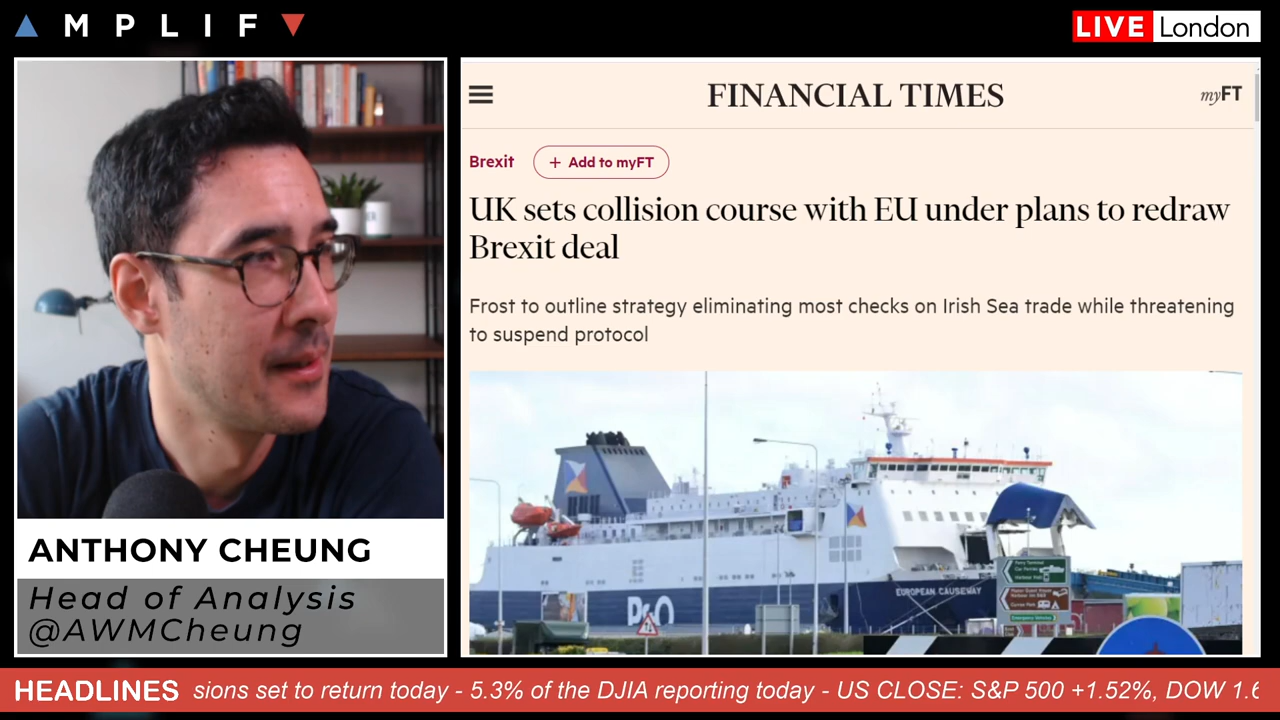 AMPLIFY
LIVE London
FINANCIAL TIMES
myFT
Brexit
+ Add to myFT
UK sets collision course with EU under plans to redraw
Brexit deal
Frost to outline strategy eliminating most checks on Irish Sea trade while threatening
to suspend protocol
EUROPEAN CAUSEWAY
P&O
ANTHONY CHEUNG
Head of Analysis
@AWMCheung
HEADLINES sions set to return today - 5.3% of the DJIA reporting today - US CLOSE: S&P 500 +1.52%, DOW 1.6